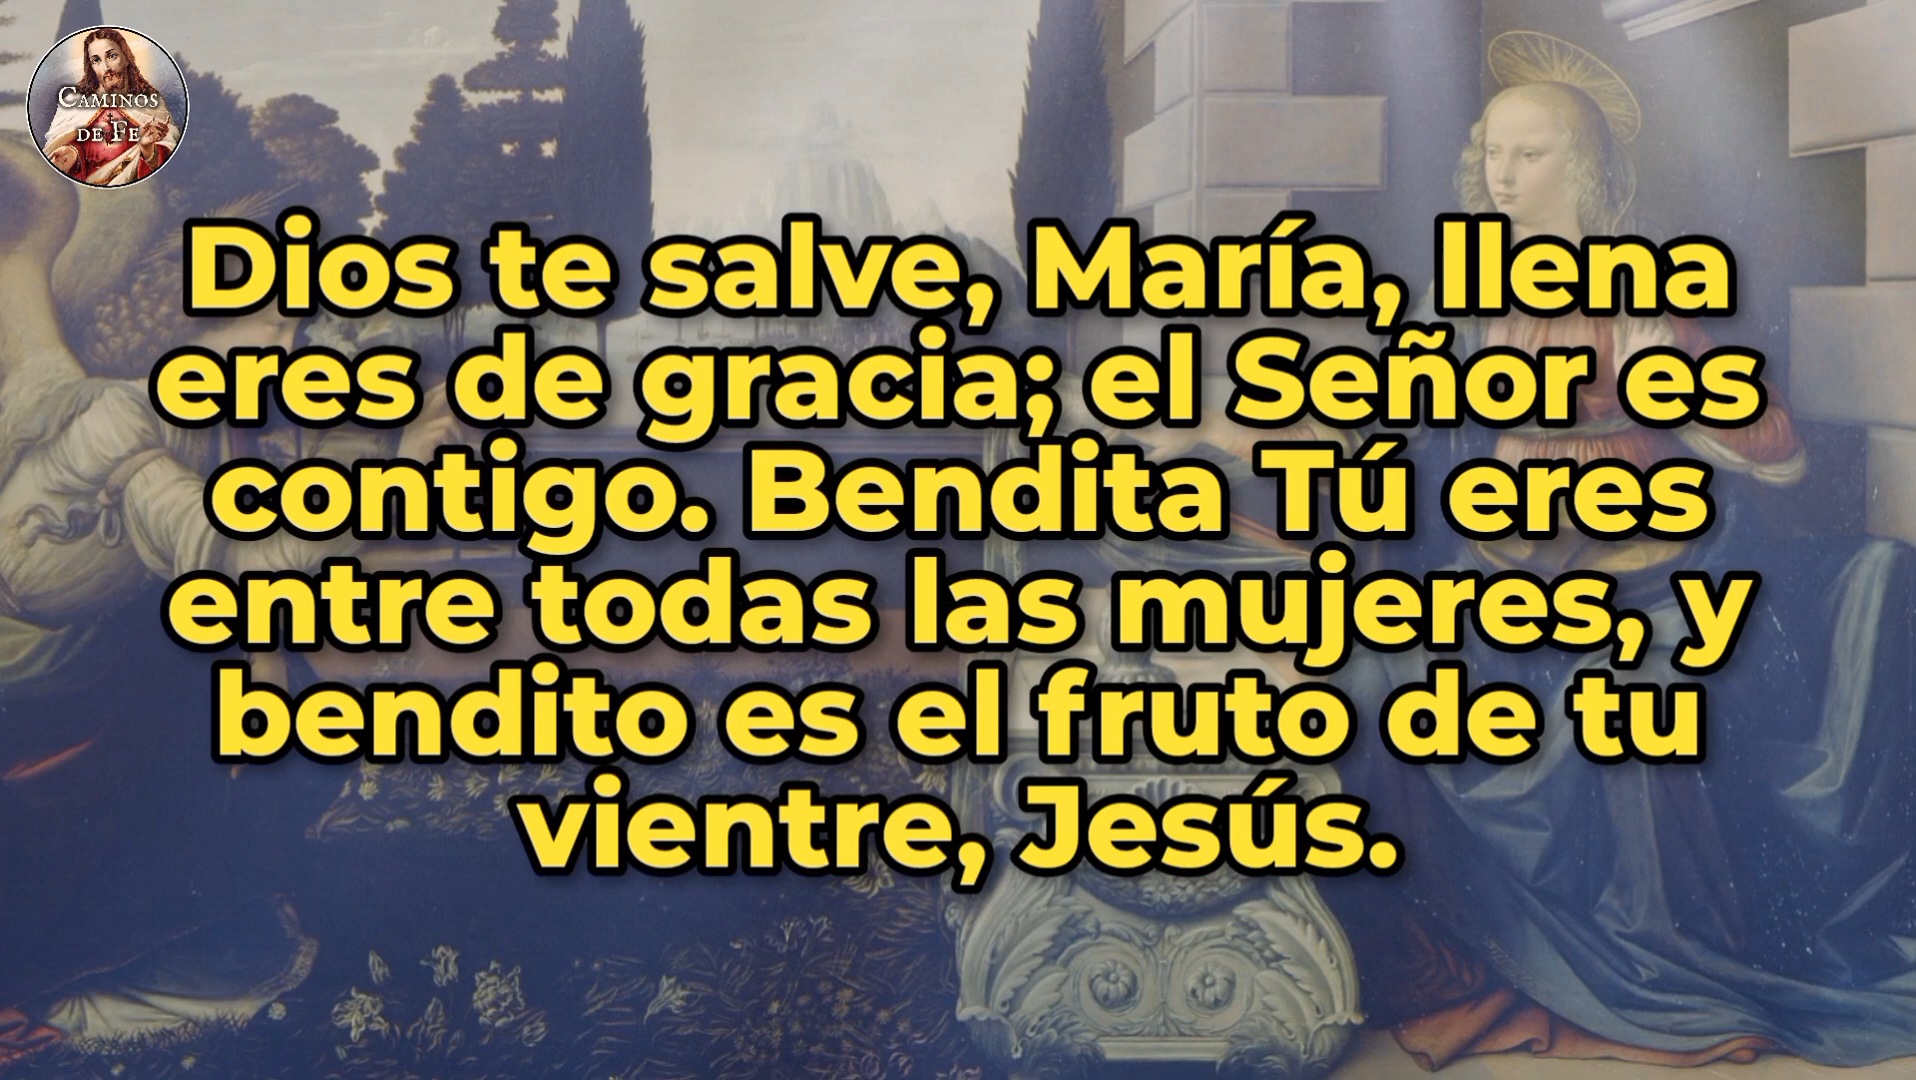 CAMINOS
DE FE
Dios te salve, María, llena
eres de gracia; el Señor es
contigo. Bendita Tú eres
entre todas las mujeres, y
bendito es el fruto de tu
vientre, Jesús.